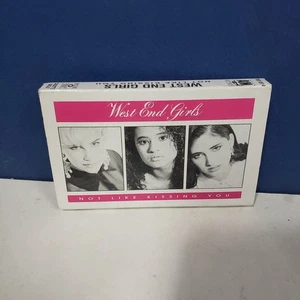 WEST END GIRLS
West End Girls
NOT LIKE KISSING YOU